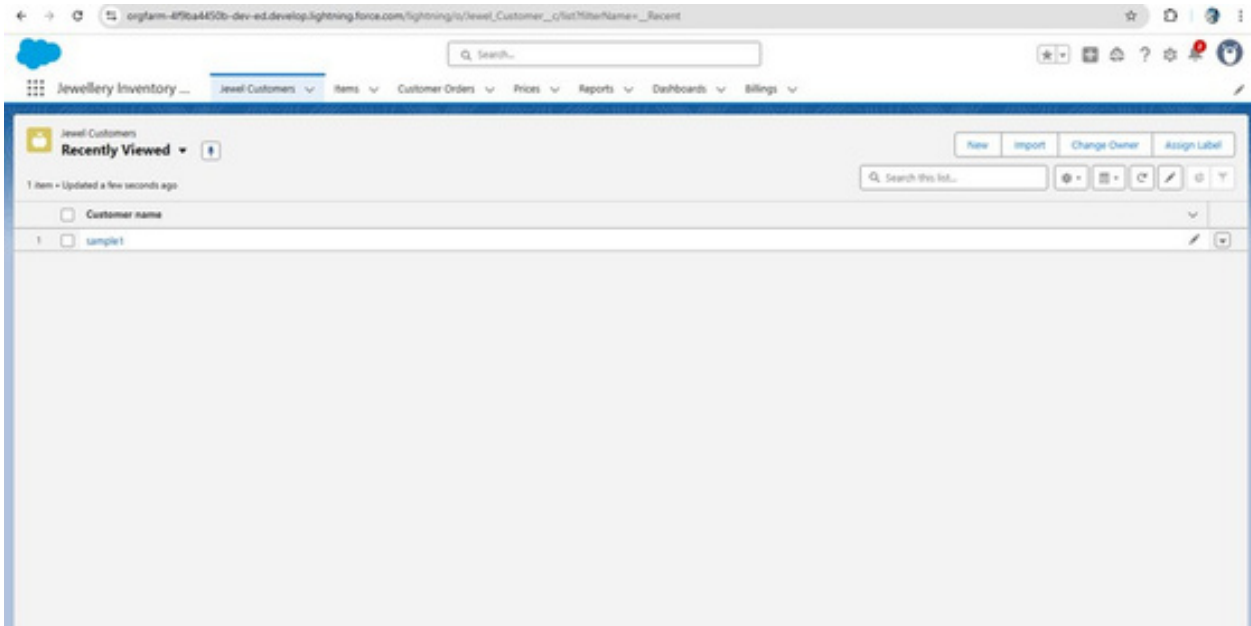 orgfarm-4f9ba4450b-dev-ed.develop.lightning.force.com/lightning/o/Jewel_Customer__c/list?filterName=__Recent
Search...
Jewellery Inventory ... Jewel Customers Items Customer Orders Prices Reports Dashboards Billings
Jewel Customers
Recently Viewed New Import Change Owner Assign Label
1 item • Updated a few seconds ago Search this list...
Customer name
1 sample1